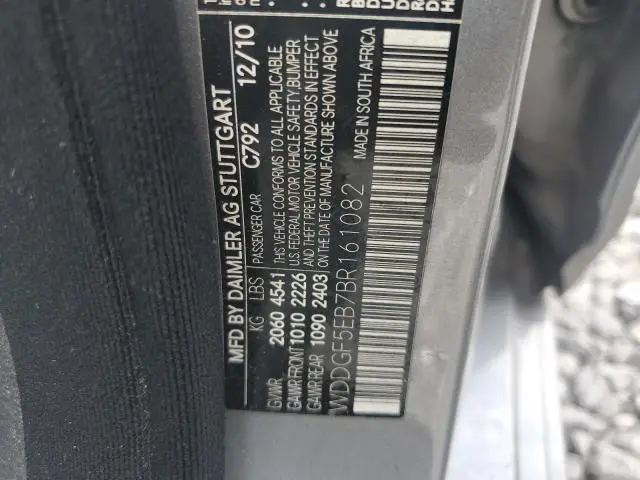 MFD BY DAIMLER AG STUTTGART
C792 12/10
KG LBS PASSENGER CAR
GVWR 2060 4541 THIS VEHICLE CONFORMS TO ALL APPLICABLE
GAWR FRONT 1010 2226 U.S. FEDERAL MOTOR VEHICLE SAFETY, BUMPER
GAWR REAR 1090 2403 AND THEFT PREVENTION STANDARDS IN EFFECT
ON THE DATE OF MANUFACTURE SHOWN ABOVE
WDDGF5EB7BR161082
MADE IN SOUTH AFRICA